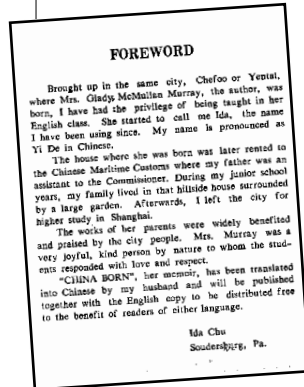 FOREWORD
Brought up in the same city, Chefoo or Yentai,
where Mrs. Glady, McMullan Murray, the author, was
born, I have had the privilege of being taught in her
English class. She started to call me Ida, the name
I have been using since. My name is pronounced as
Yi De in Chinese.
The house where she was born was later rented to
the Chinese Maritime Customs where my father was an
assistant to the Commissioner. During my junior school
years, my family lived in that hillside house surrounded
by a large garden. Afterwards, I left the city for
higher study in Shanghai.
The works of her parents were widely benefited
and praised by the city people. Mrs. Murray was a
very joyful, kind person by nature to whom the stud-
ents responded with love and respect.
"CHINA BORN", her memoir, has been translated
into Chinese by my husband and will be published
together with the English copy to be distributed free
to the benefit of readers of either language.
Ida Chu
Soudersburg, Pa.